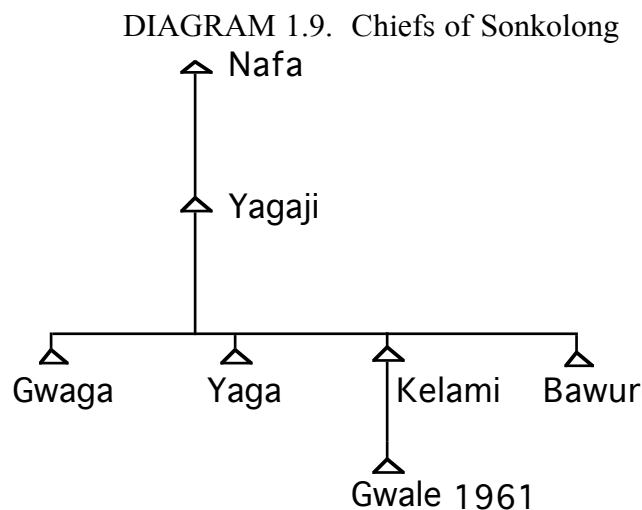 DIAGRAM 1.9. Chiefs of Sonkolong
Nafa
Yagaji
Gwaga Yaga Kelami Bawur
Gwale 1961